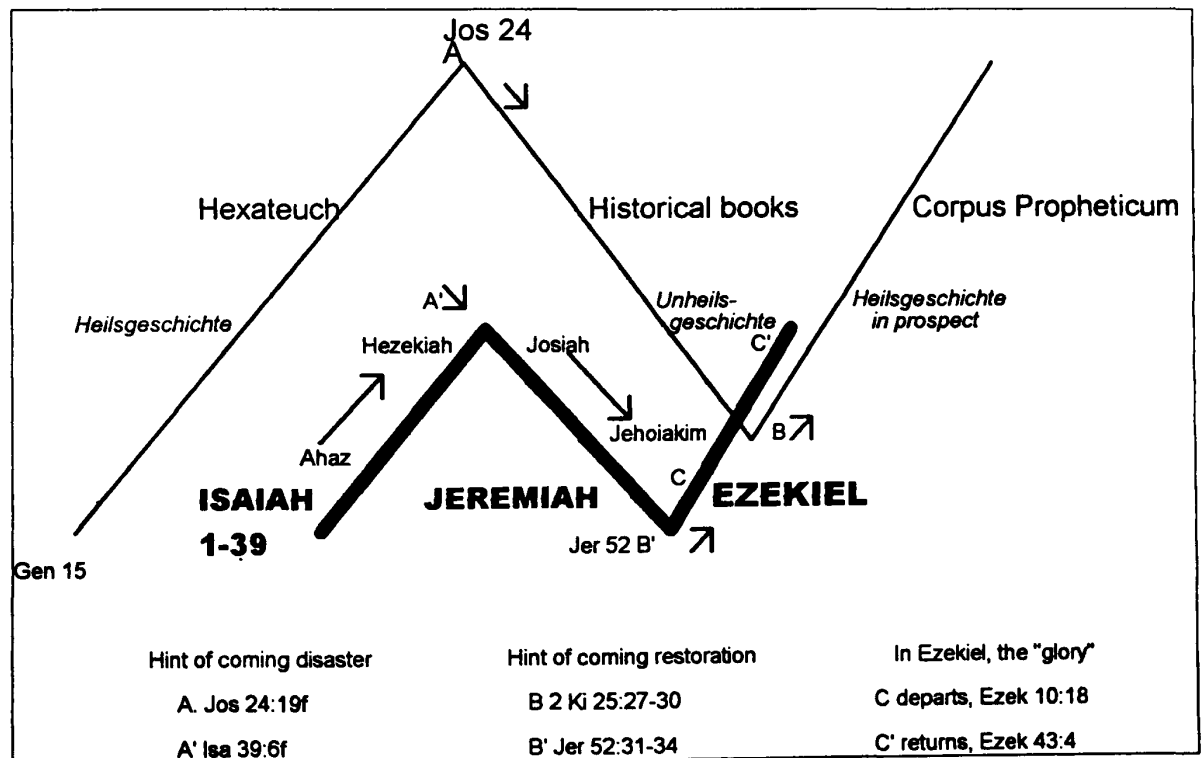 Jos 24
A
Hexateuch
Historical books
Corpus Propheticum
Heilsgeschichte
A'
Unheils-
geschichte
Heilsgeschichte
in prospect
Hezekiah
Josiah
C'
Ahaz
Jehoiakim
B
C
ISAIAH
1-39
JEREMIAH
EZEKIEL
Jer 52 B'
Gen 15
Hint of coming disaster
A. Jos 24:19f
A' Isa 39:6f
Hint of coming restoration
B 2 Ki 25:27-30
B' Jer 52:31-34
In Ezekiel, the "glory"
C departs, Ezek 10:18
C' returns, Ezek 43:4